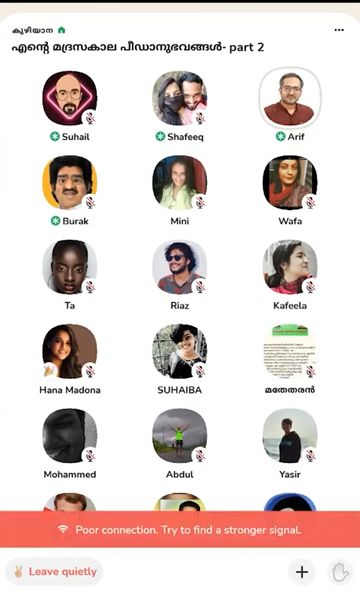 കുഴിയാന
എന്റെ മദ്രസകാല പീഡാനുഭവങ്ങൾ- part 2
Suhail
Shafeeq
Arif
Burak
Mini
Wafa
Ta
Riaz
Kafeela
Hana Madona
SUHAIBA
മതേതരൻ
Mohammed
Abdul
Yasir
Poor connection. Try to find a stronger signal.
Leave quietly